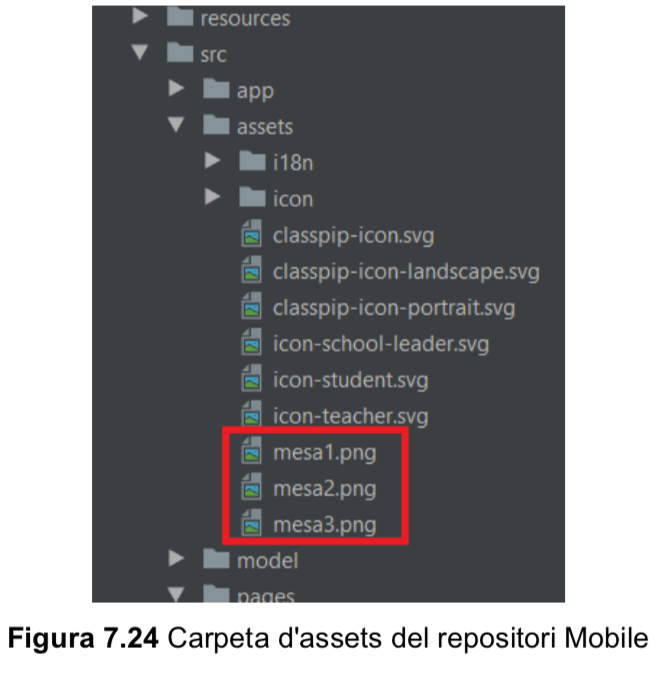 resources
src
app
assets
i18n
icon
classpip-icon.svg
classpip-icon-landscape.svg
classpip-icon-portrait.svg
icon-school-leader.svg
icon-student.svg
icon-teacher.svg
mesa1.png
mesa2.png
mesa3.png
model
pages
Figura 7.24 Carpeta d'assets del repositori Mobile